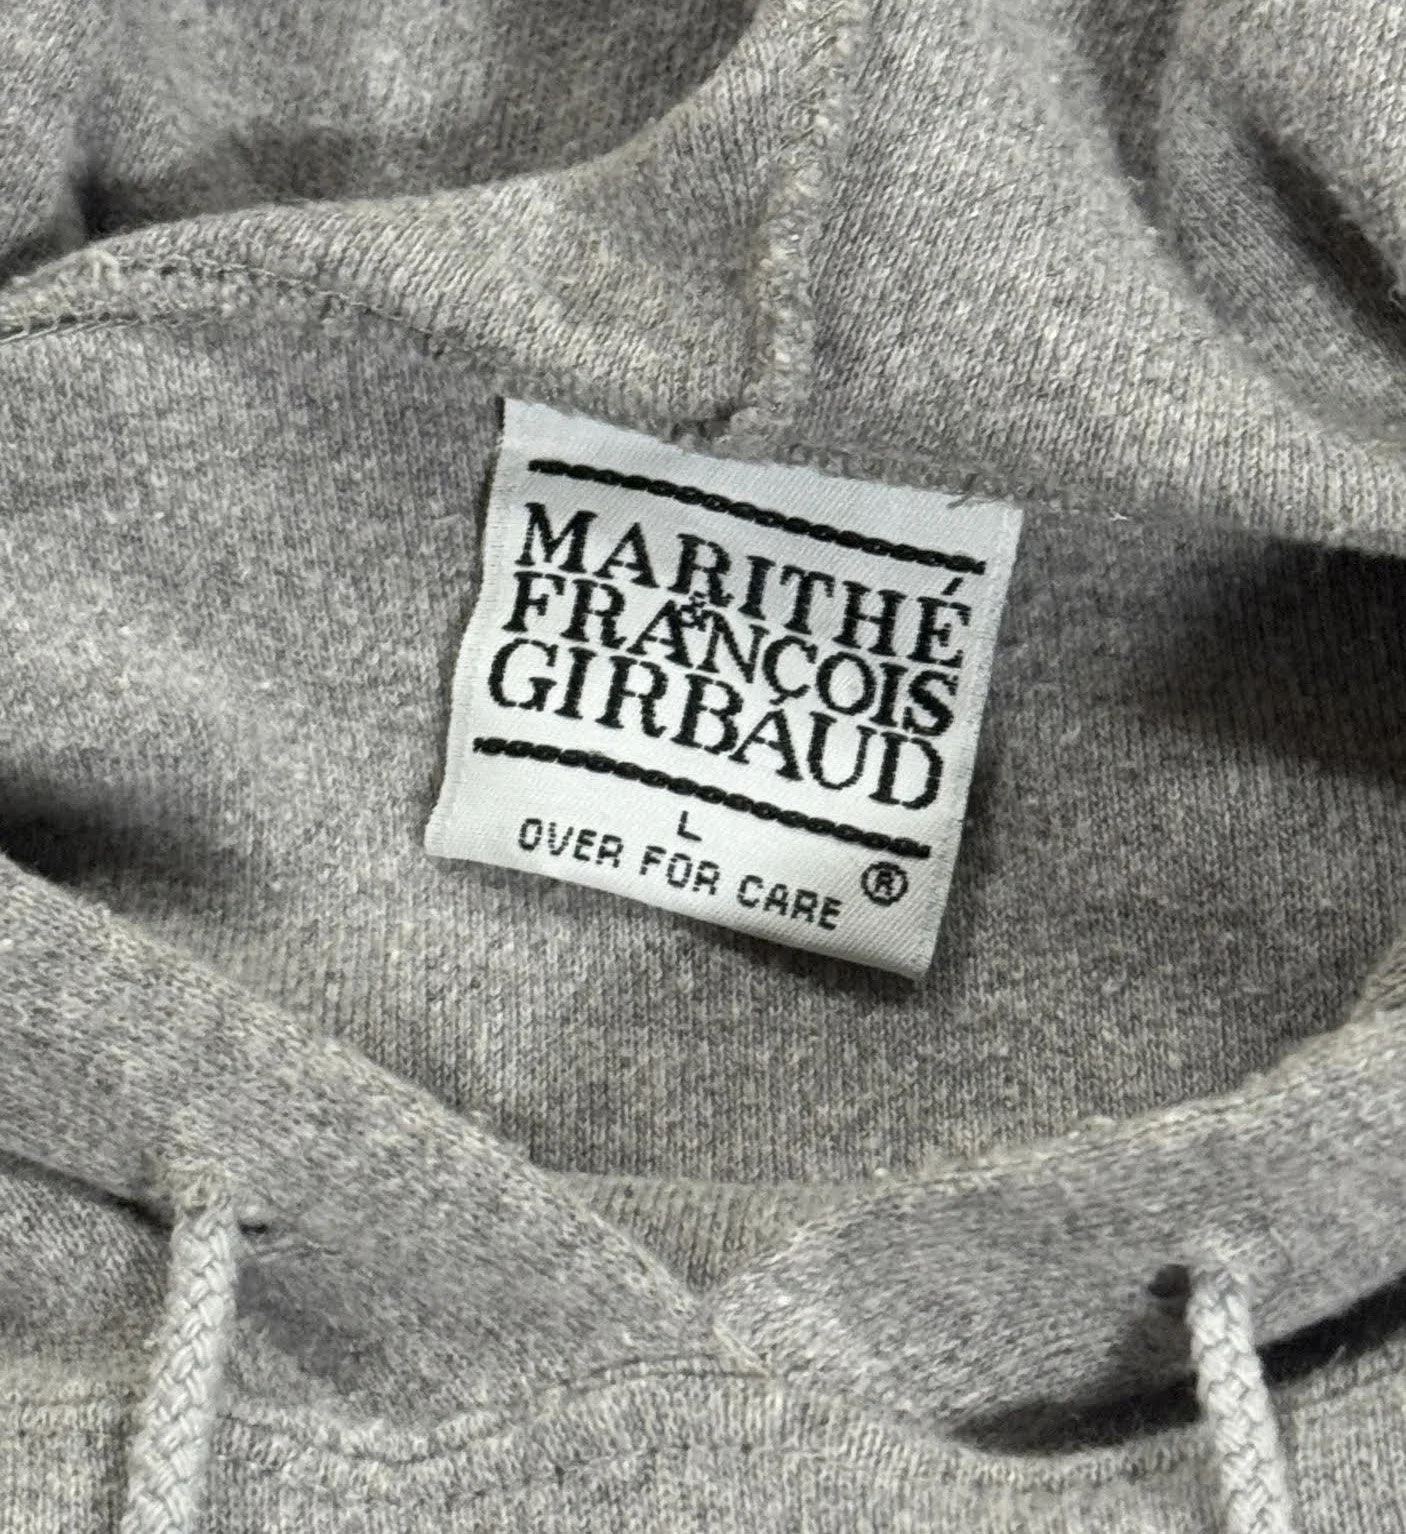 MARITHÉ
&
FRANÇOIS
GIRBAUD
L
OVER FOR CARE ®